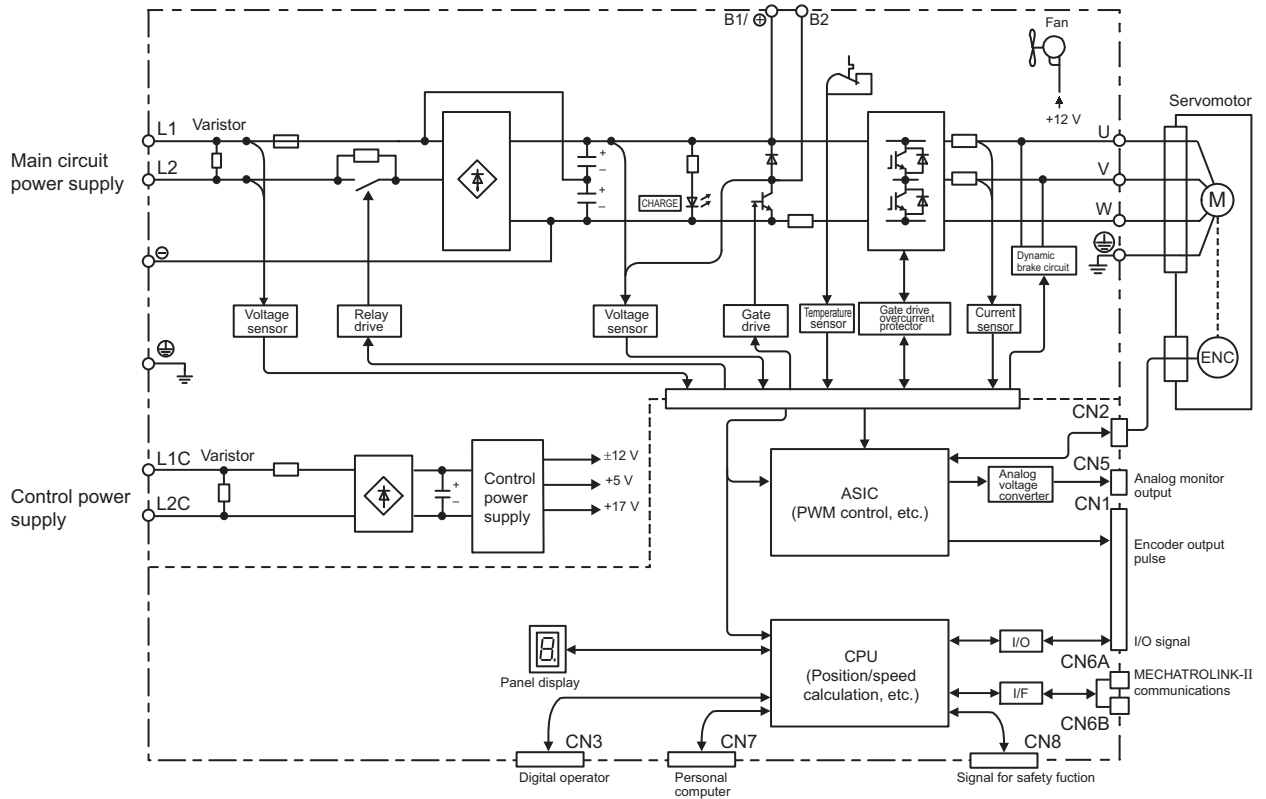 B1/ ⊕
B2
Fan
+12 V
Servomotor
Main circuit
power supply
L1
Varistor
L2
+
–
+
–
CHARGE
U
V
W
M
⊖
Dynamic
brake circuit
Voltage
sensor
Relay
drive
Voltage
sensor
Gate
drive
Temperature
sensor
Gate drive
overcurrent
protector
Current
sensor
ENC
CN2
Control power
supply
L1C
Varistor
L2C
+
–
Control
power
supply
±12 V
+5 V
+17 V
ASIC
(PWM control, etc.)
Analog
voltage
converter
CN5
Analog monitor
output
CN1
Encoder output
pulse
8.
Panel display
CPU
(Position/speed
calculation, etc.)
I/O
I/O signal
CN6A
I/F
MECHATROLINK-II
communications
CN6B
CN3
Digital operator
CN7
Personal
computer
CN8
Signal for safety fuction